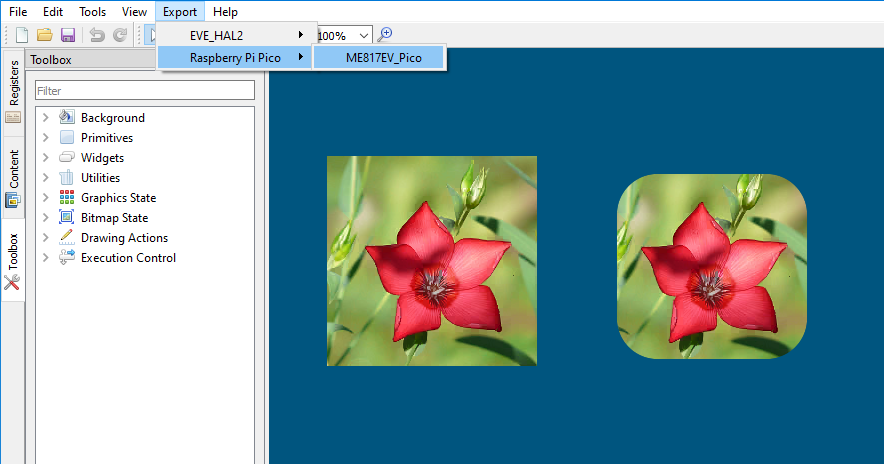 File Edit Tools View Export Help
100%
EVE_HAL2
Raspberry Pi Pico
ME817EV_Pico
Toolbox
Registers
Content
Toolbox
Filter
Background
Primitives
Widgets
Utilities
Graphics State
Bitmap State
Drawing Actions
Execution Control